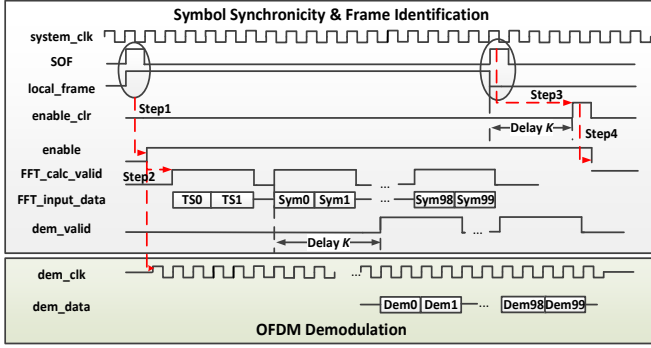 Symbol Synchronicity & Frame Identification
system_clk
SOF
local_frame
Step1
Step3
enable_clr
Delay K
Step4
enable
Step2
FFT_calc_valid
...
FFT_input_data
TS0 TS1 Sym0 Sym1 ... Sym98 Sym99
dem_valid
Delay K
...
dem_clk
...
dem_data
Dem0 Dem1 ... Dem98 Dem99
OFDM Demodulation